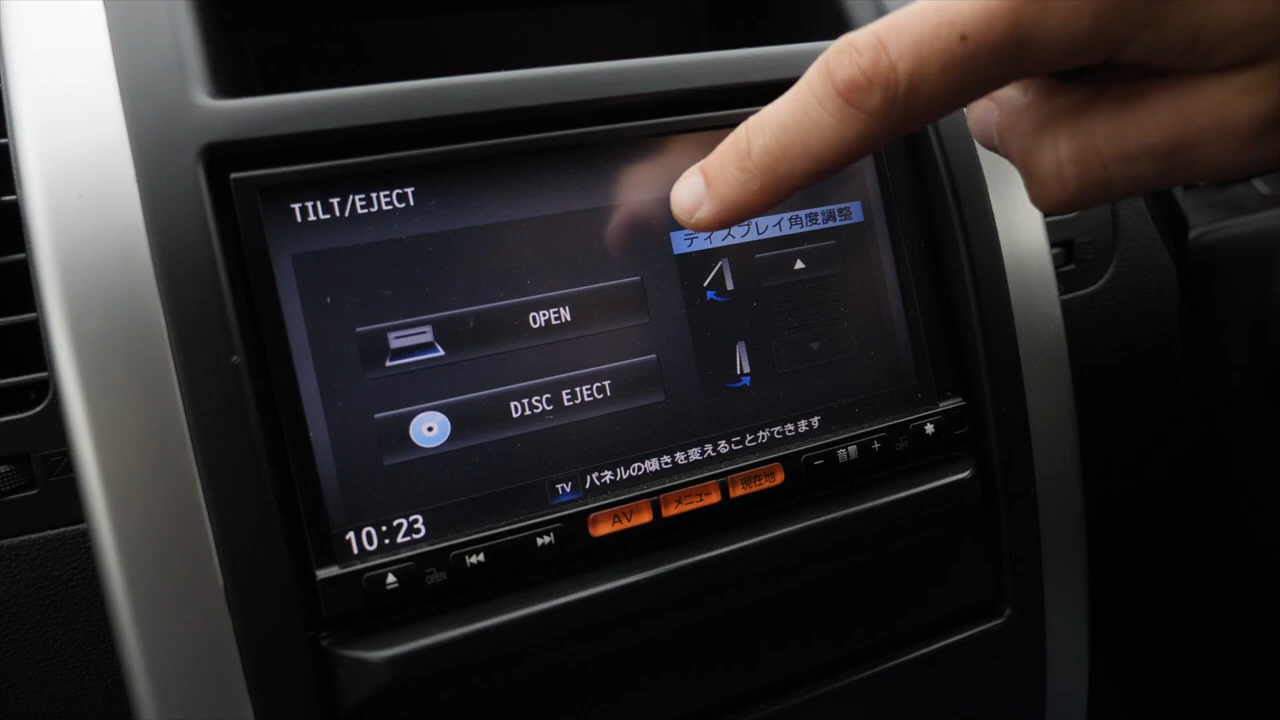 TILT/EJECT
ディスプレイ角度調整
OPEN
DISC EJECT
TV パネルの傾きを変えることができます
10:23
OPEN
AV
メニュー
現在地
音量
OFF